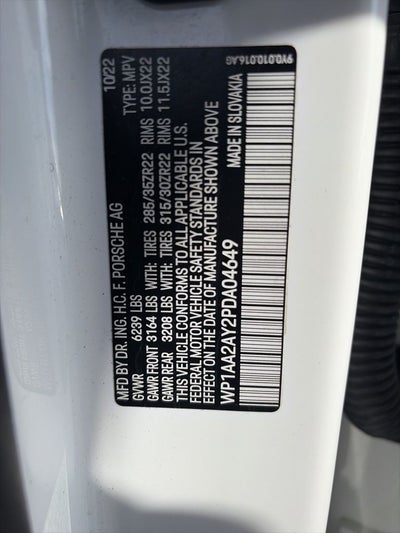 MFD BY DR. ING. H.C. F. PORSCHE AG 10/22
GVWR 6239 LBS TYPE: MPV
GAWR FRONT 3164 LBS WITH: TIRES 285/35ZR22 RIMS 10.0JX22
GAWR REAR 3208 LBS WITH: TIRES 315/30ZR22 RIMS 11.5JX22
THIS VEHICLE CONFORMS TO ALL APPLICABLE U.S.
FEDERAL MOTOR VEHICLE SAFETY STANDARDS IN
EFFECT ON THE DATE OF MANUFACTURE SHOWN ABOVE
WP1AA2AY2PDA04649 MADE IN SLOVAKIA
9Y0.010.016.AG